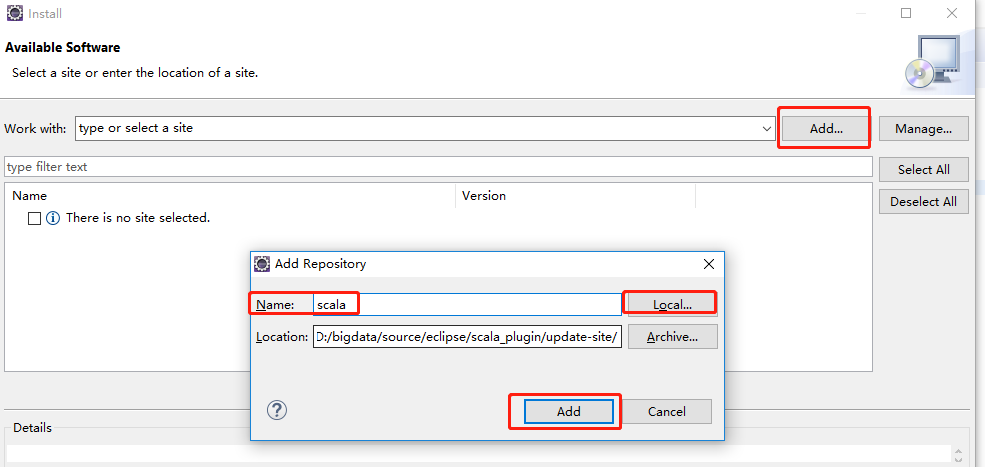 Install
Available Software
Select a site or enter the location of a site.
Work with: type or select a site Add... Manage...
type filter text Select All
Name Version Deselect All
There is no site selected.
Add Repository
Name: scala Local...
Location: D:/bigdata/source/eclipse/scala_plugin/update-site/ Archive...
? Add Cancel
Details